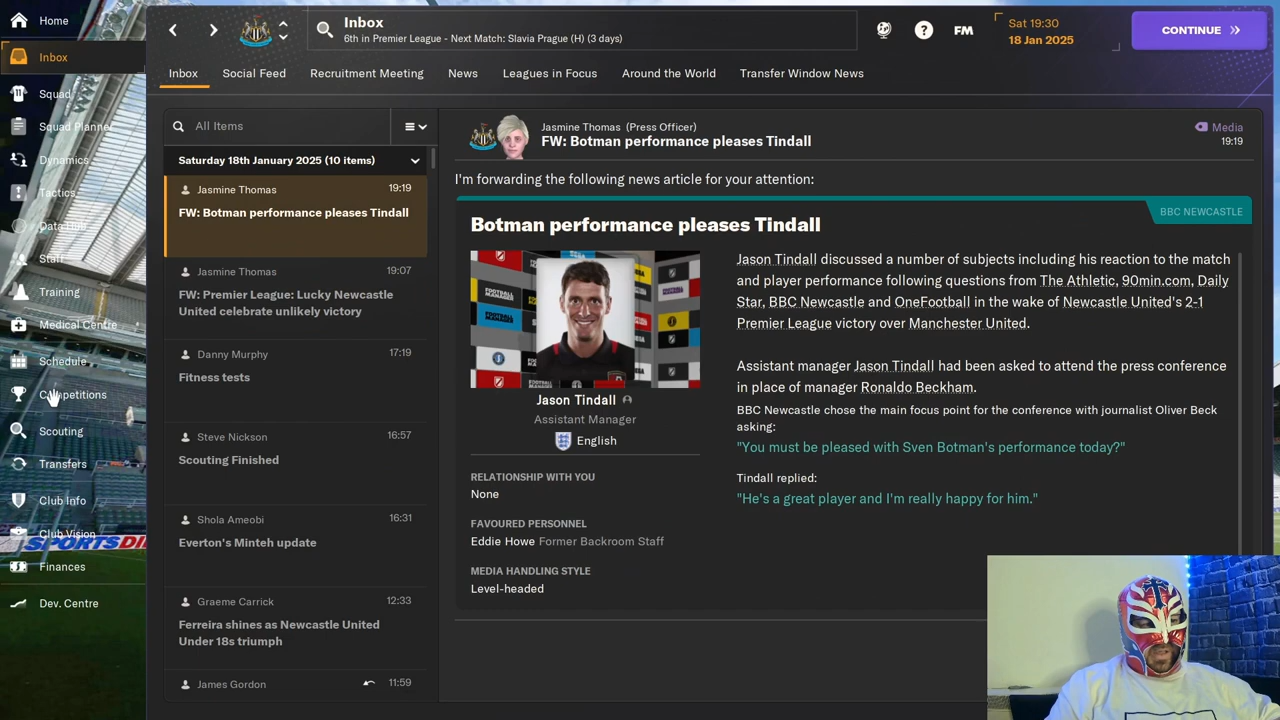 Home
Inbox
Squad
Squad Planner
Dynamics
Tactics
Data Hub
Staff
Training
Medical Centre
Schedule
Competitions
Scouting
Transfers
Club Info
Club Vision
Finances
Dev. Centre
Inbox
6th in Premier League - Next Match: Slavia Prague (H) (3 days)
FM
Sat 19:30
18 Jan 2025
CONTINUE
Inbox Social Feed Recruitment Meeting News Leagues in Focus Around the World Transfer Window News
All Items
Saturday 18th January 2025 (10 items)
Jasmine Thomas 19:19
FW: Botman performance pleases Tindall
Jasmine Thomas 19:07
FW: Premier League: Lucky Newcastle
United celebrate unlikely victory
Danny Murphy 17:19
Fitness tests
Steve Nickson 16:57
Scouting Finished
Shola Ameobi 16:31
Everton's Minteh update
Graeme Carrick 12:33
Ferreira shines as Newcastle United
Under 18s triumph
James Gordon 11:59
Jasmine Thomas (Press Officer)
FW: Botman performance pleases Tindall
Media
19:19
I'm forwarding the following news article for your attention:
BBC NEWCASTLE
Botman performance pleases Tindall
Jason Tindall
Assistant Manager
English
RELATIONSHIP WITH YOU
None
FAVOURED PERSONNEL
Eddie Howe Former Backroom Staff
MEDIA HANDLING STYLE
Level-headed
Jason Tindall discussed a number of subjects including his reaction to the match
and player performance following questions from The Athletic, 90min.com, Daily
Star, BBC Newcastle and OneFootball in the wake of Newcastle United's 2-1
Premier League victory over Manchester United.
Assistant manager Jason Tindall had been asked to attend the press conference
in place of manager Ronaldo Beckham.
BBC Newcastle chose the main focus point for the conference with journalist Oliver Beck
asking:
"You must be pleased with Sven Botman's performance today?"
Tindall replied:
"He's a great player and I'm really happy for him."